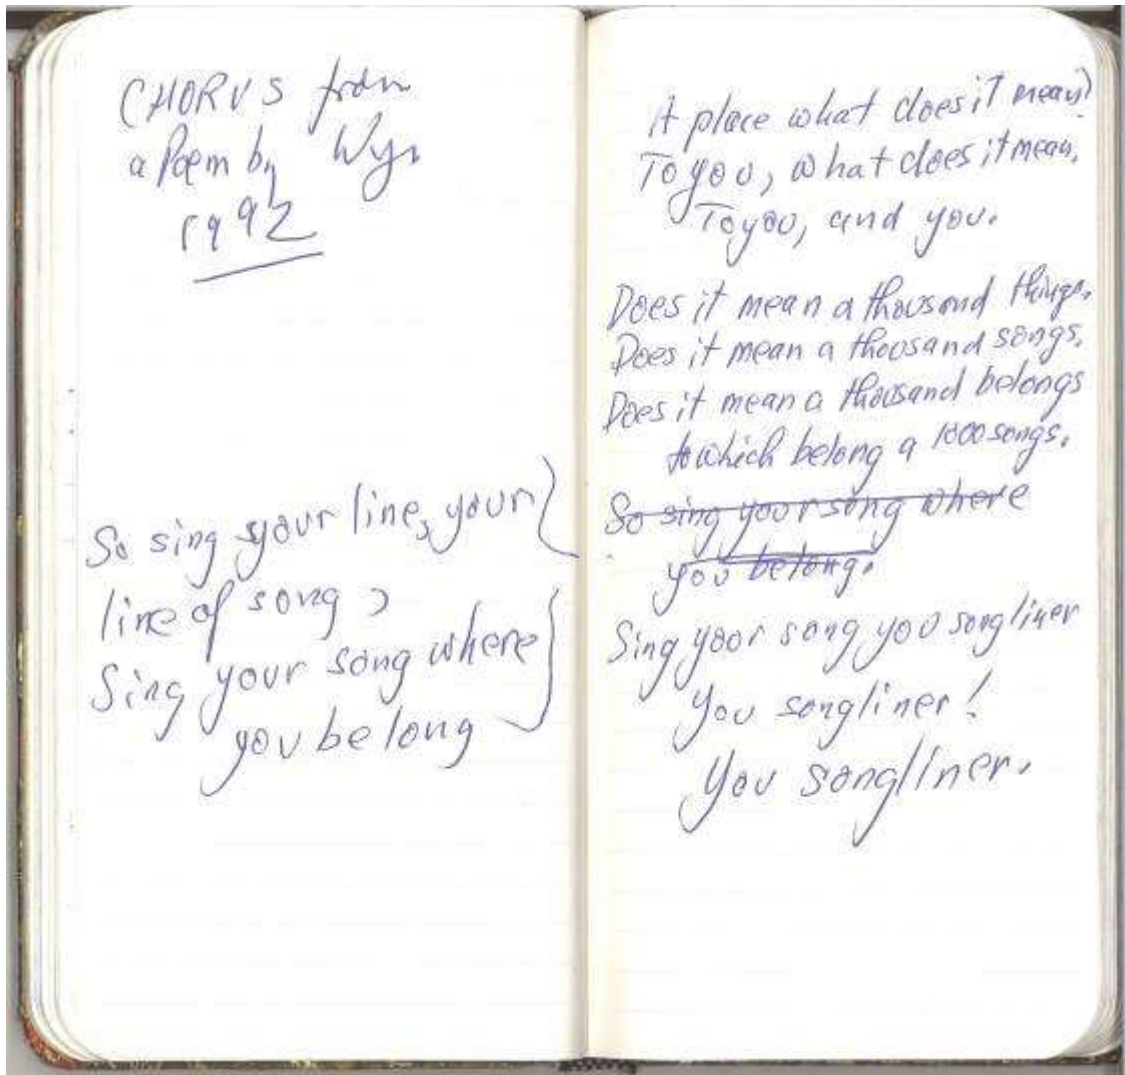 CHORUS from
a Poem by Wyn
1992
So sing your line, your
line of song,
Sing your song where
you belong
A place what does it mean?
To you, what does it mean,
To you, and you.
Does it mean a thousand things,
Does it mean a thousand songs,
Does it mean a thousand belongs
to which belong a 1000 songs.
So sing your song where
you belong.
Sing your song you songliner
You songliner!
You songliner.